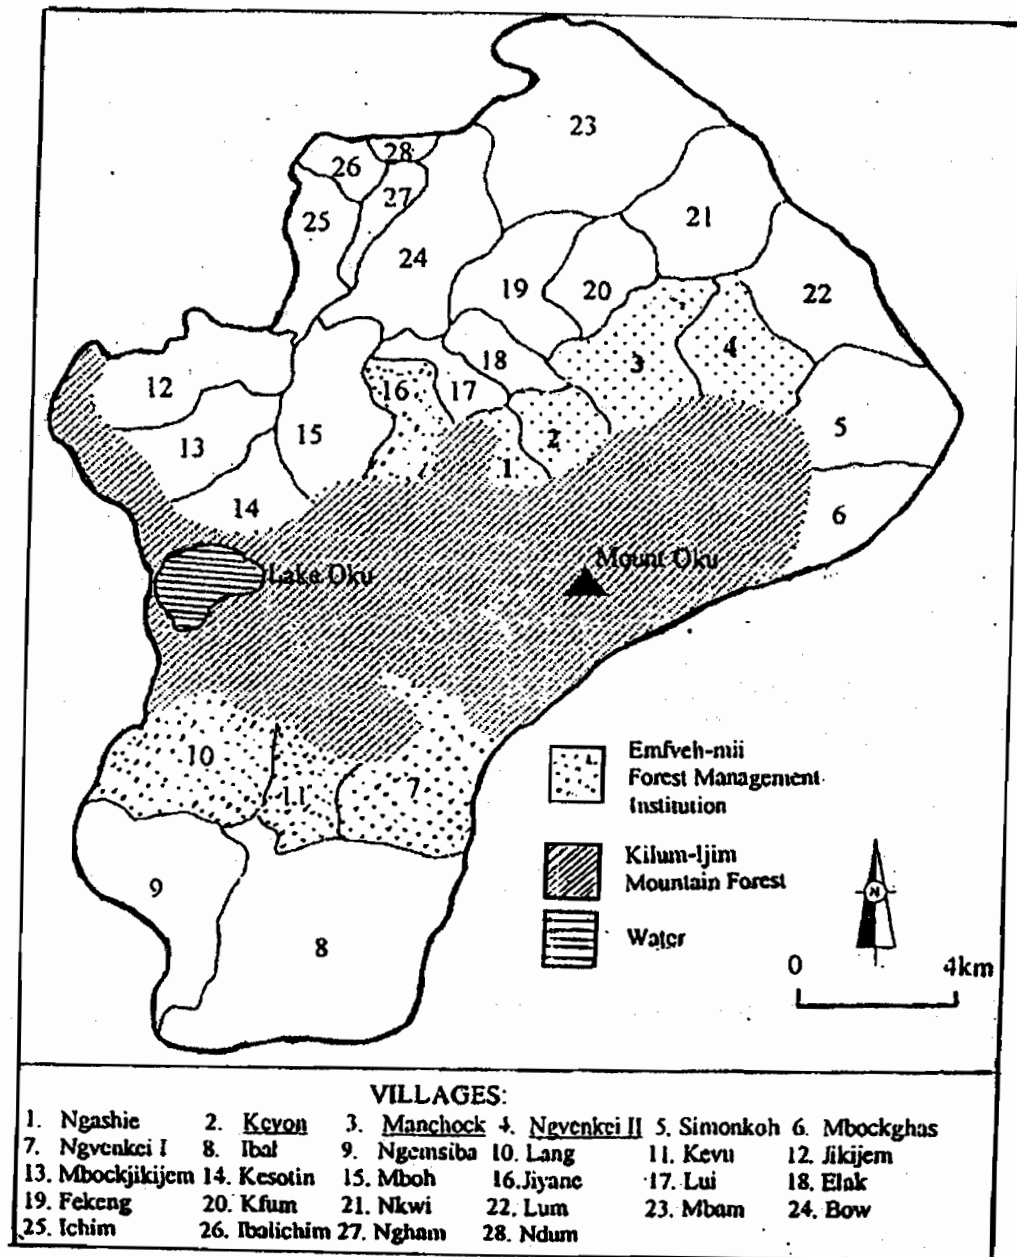 23
28
26
27
25
21
24
19
20
22
3
4
18
12
16
17
5
13
15
2
1
14
6
Mount Oku
Lake Oku
10
11
7
Emfveh-mii
Forest Management
Institution
Kilum-Ijim
Mountain Forest
Water
9
8
N
0 4km
VILLAGES:
1. Ngashie 2. Keyon 3. Manchock 4. Ngvenkei II 5. Simonkoh 6. Mbockghas
7. Ngvenkei I 8. Ibal 9. Ngemsiba 10. Lang 11. Kevu 12. Jikijem
13. Mbockjikijem 14. Kesotin 15. Mboh 16. Jiyane 17. Lui 18. Elak
19. Fekeng 20. Kfum 21. Nkwi 22. Lum 23. Mbam 24. Bow
25. Ichim 26. Ibalichim 27. Ngham 28. Ndum